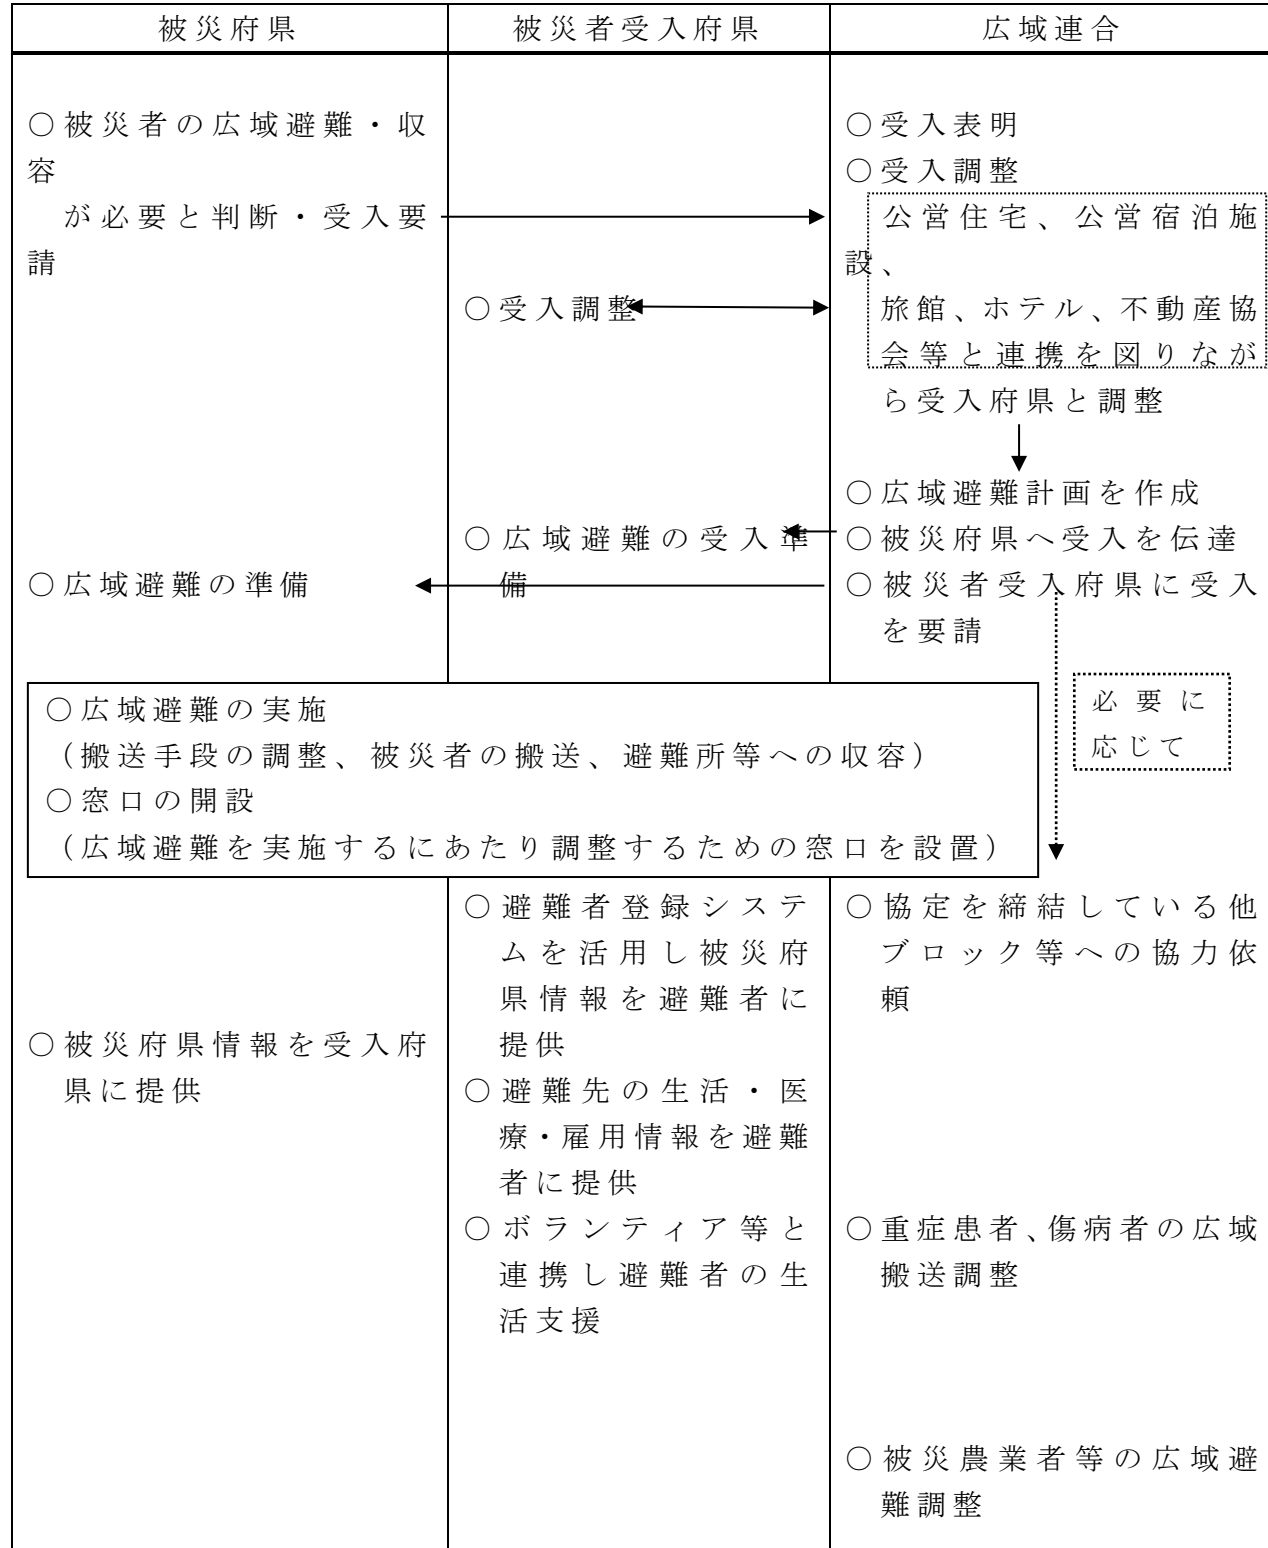 被災府県
被災者受入府県
広域連合
○被災者の広域避難・収
容
が必要と判断・受入要
請
○受入調整
○広域避難の受入準
備
○受入表明
○受入調整
公営住宅、公営宿泊施
設、
旅館、ホテル、不動産協
会等と連携を図りなが
ら受入府県と調整
○広域避難計画を作成
○被災府県へ受入を伝達
○被災者受入府県に受入
を要請
○広域避難の準備
必要に
応じて
○広域避難の実施
（搬送手段の調整、被災者の搬送、避難所等への収容）
○窓口の開設
（広域避難を実施するにあたり調整するための窓口を設置）
○被災府県情報を受入府
県に提供
○避難者登録システ
ムを活用し被災府
県情報を避難者に
提供
○避難先の生活・医
療・雇用情報を避難
者に提供
○ボランティア等と
連携し避難者の生
活支援
○協定を締結している他
ブロック等への協力依
頼
○重症患者、傷病者の広域
搬送調整
○被災農業者等の広域避
難調整